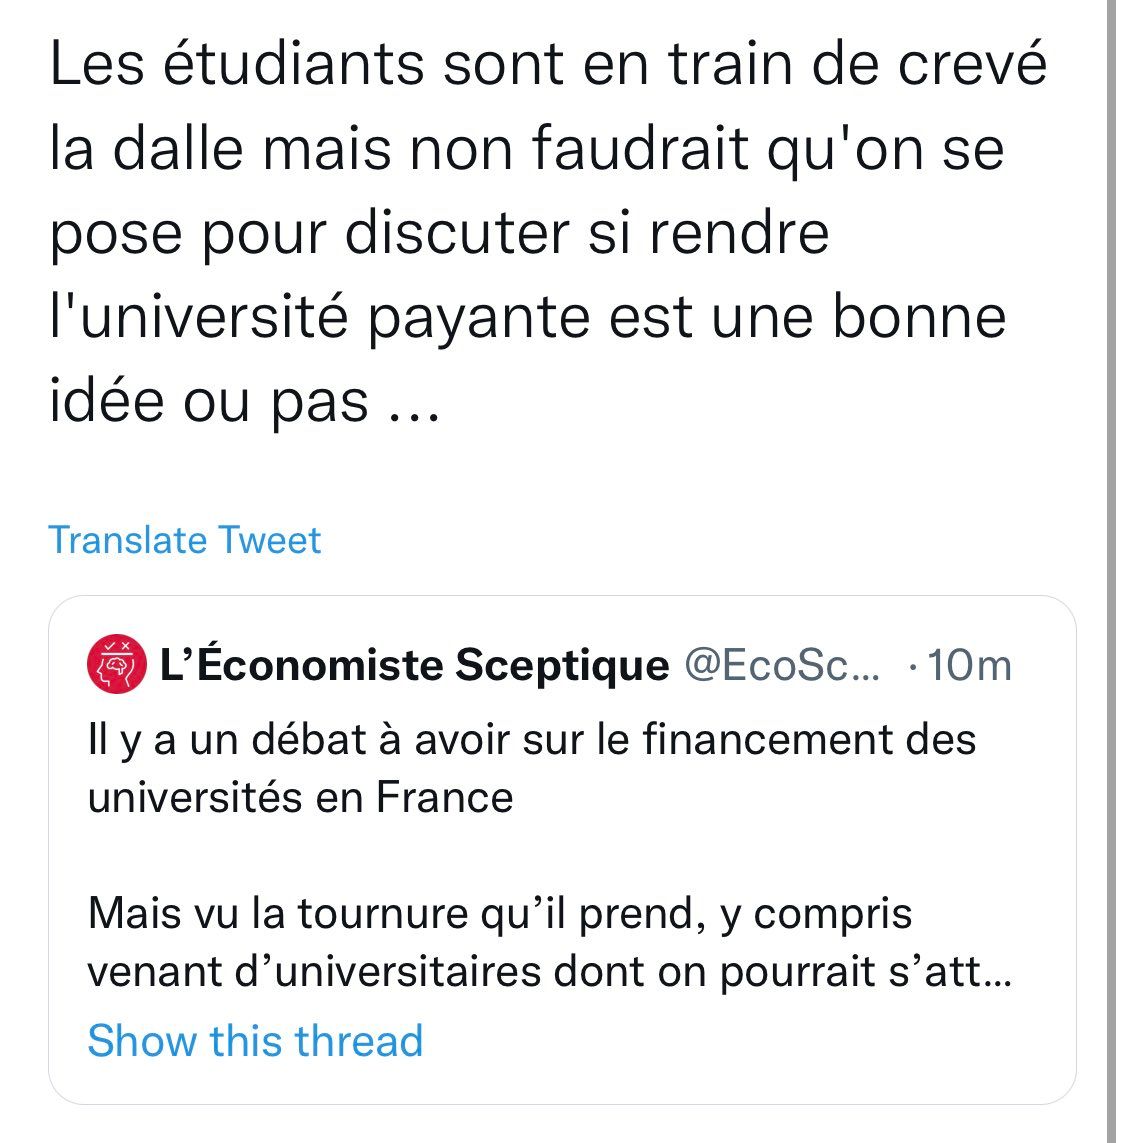 Les étudiants sont en train de crevé
la dalle mais non faudrait qu'on se
pose pour discuter si rendre
l'université payante est une bonne
idée ou pas ...
Translate Tweet
L’Économiste Sceptique @EcoSc... · 10m
Il y a un débat à avoir sur le financement des
universités en France
Mais vu la tournure qu’il prend, y compris
venant d’universitaires dont on pourrait s’att...
Show this thread